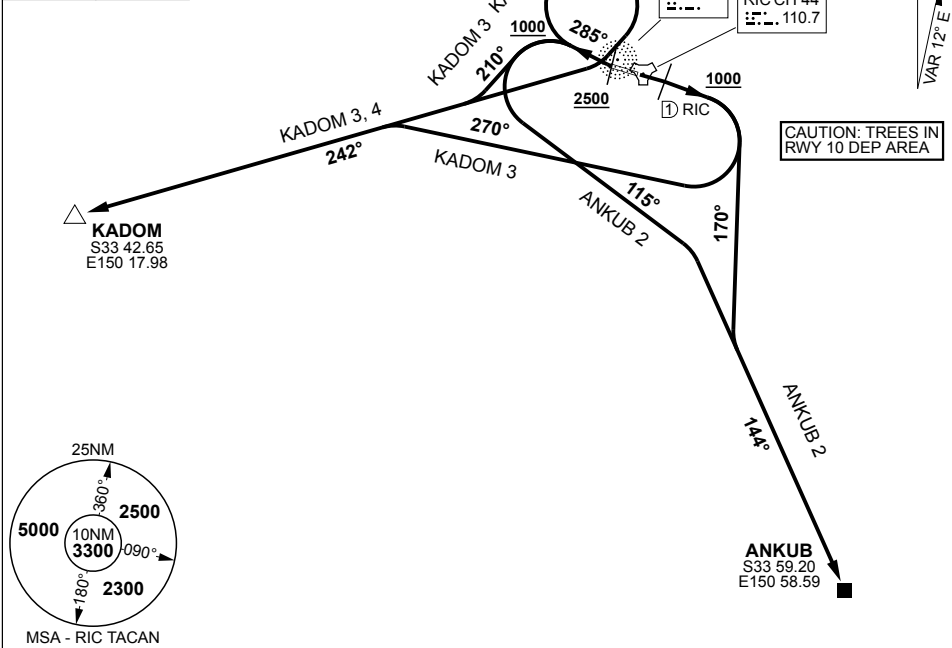 RIC CH 44
110.7
VAR 12° E
KADOM 3
1000
285°
210°
1000
2500
1 RIC
CAUTION: TREES IN
RWY 10 DEP AREA
KADOM 3, 4
242°
270°
KADOM 3
115°
ANKUB 2
170°
KADOM
S33 42.65
E150 17.98
ANKUB 2
144°
25NM
360°
5000
2500
10NM
3300
090°
180°
2300
MSA - RIC TACAN
ANKUB
S33 59.20
E150 58.59